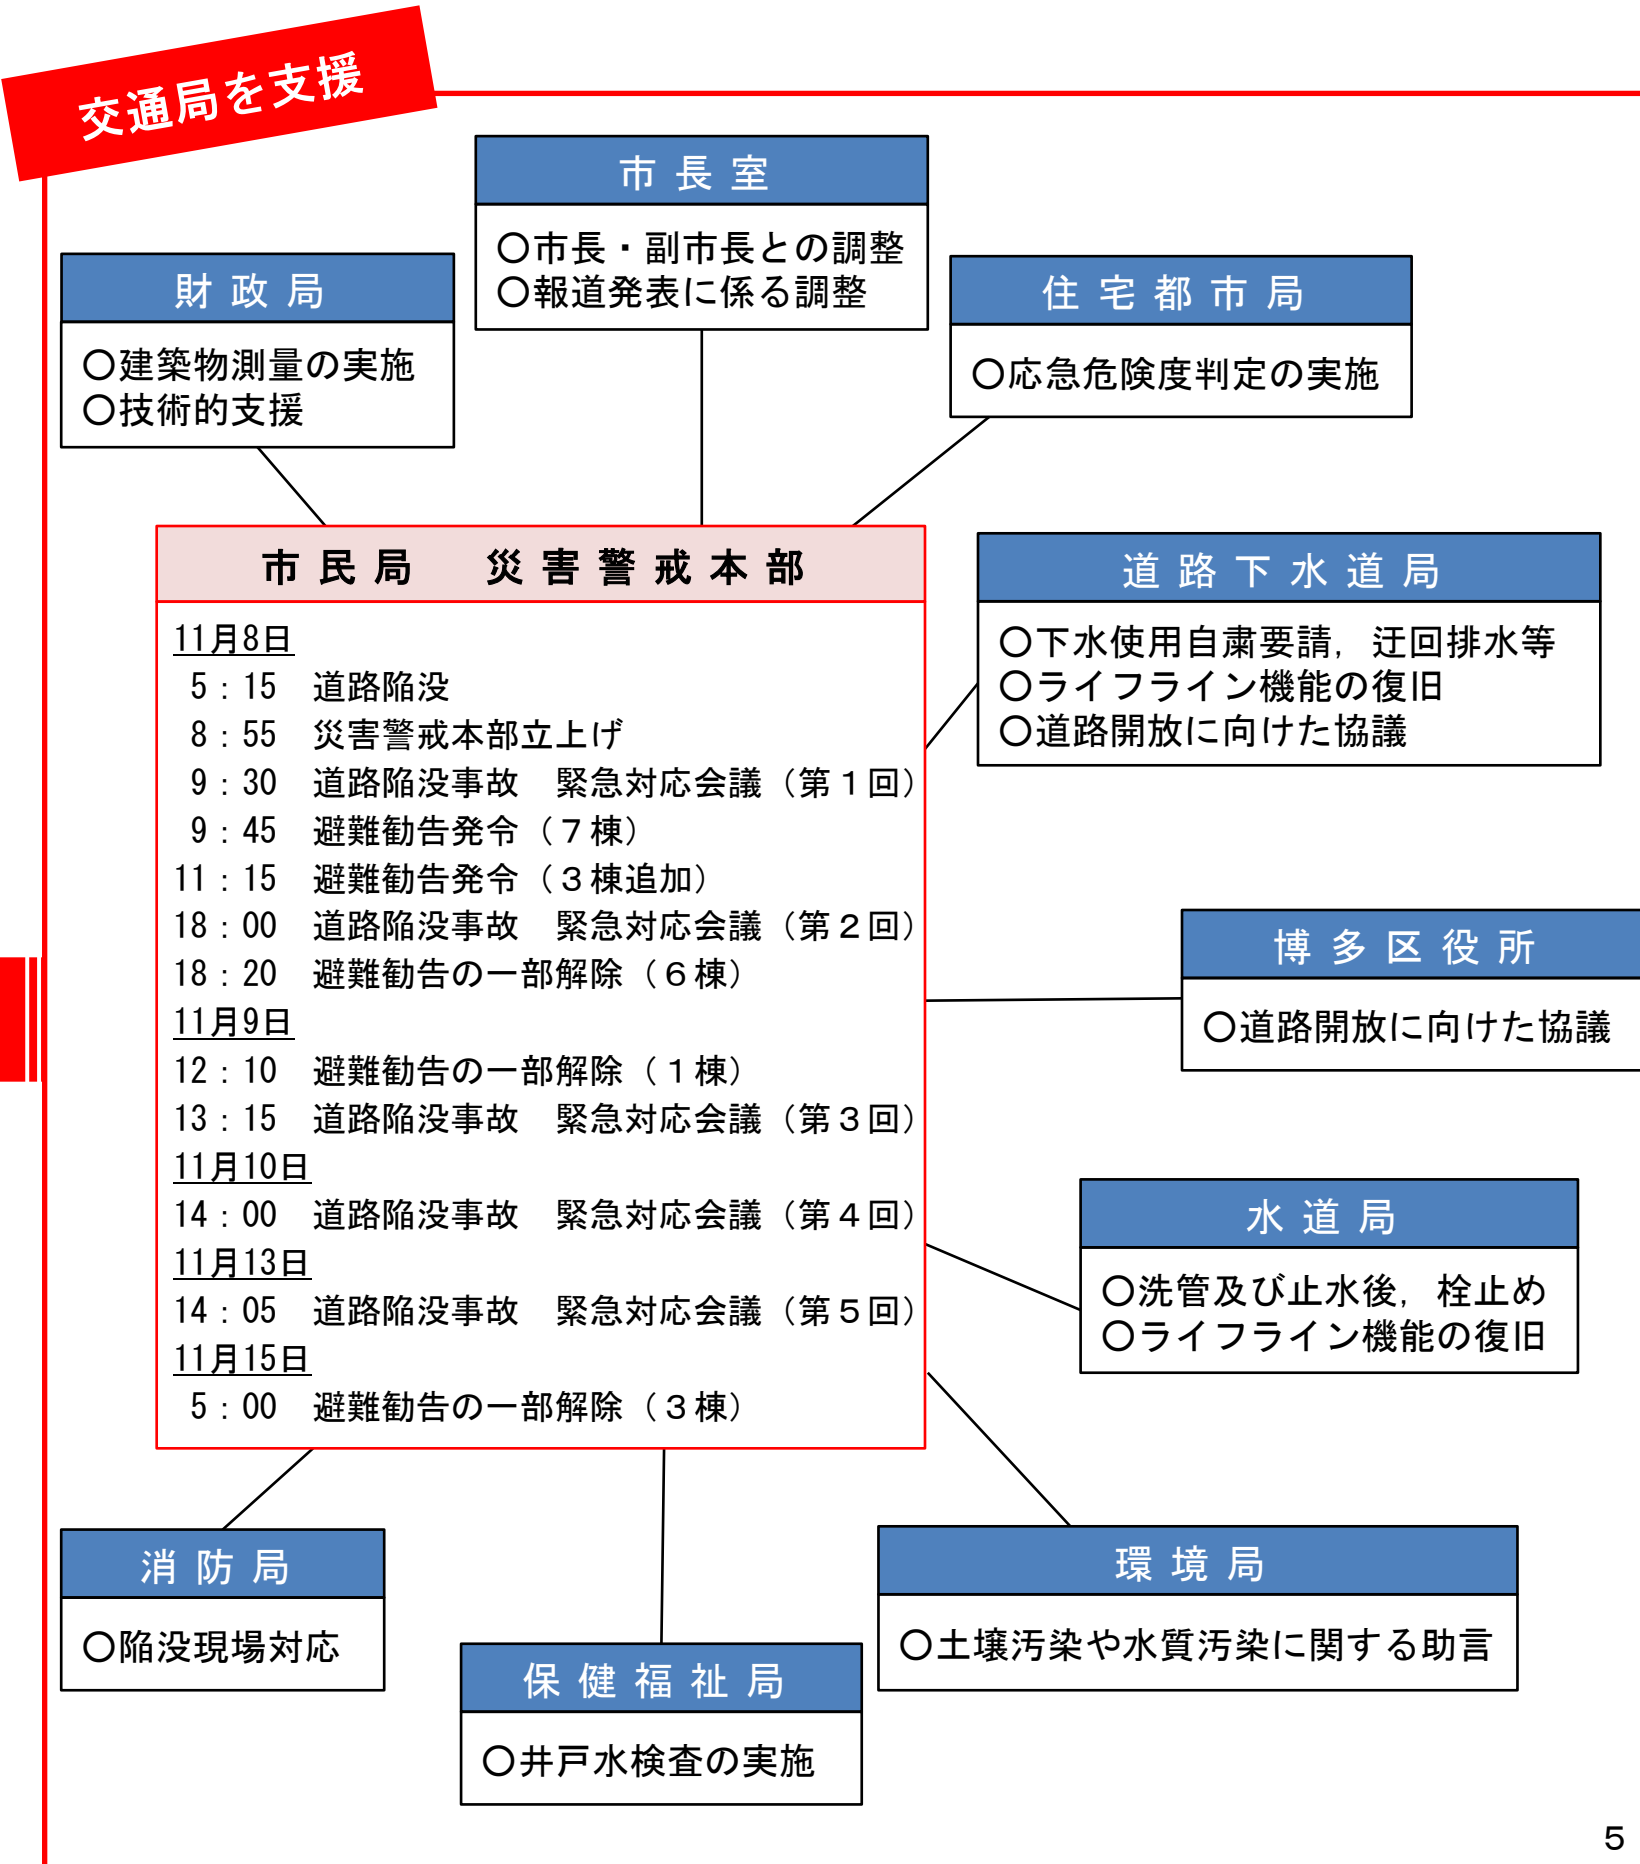 交通局を支援
市長室
〇市長・副市長との調整
〇報道発表に係る調整
財政局
〇建築物測量の実施
〇技術的支援
住宅都市局
〇応急危険度判定の実施
市民局　災害警戒本部
11月8日
5：15　道路陥没
8：55　災害警戒本部立上げ
9：30　道路陥没事故　緊急対応会議（第１回）
9：45　避難勧告発令（７棟）
11：15　避難勧告発令（３棟追加）
18：00　道路陥没事故　緊急対応会議（第２回）
18：20　避難勧告の一部解除（６棟）
11月9日
12：10　避難勧告の一部解除（１棟）
13：15　道路陥没事故　緊急対応会議（第３回）
11月10日
14：00　道路陥没事故　緊急対応会議（第４回）
11月13日
14：05　道路陥没事故　緊急対応会議（第５回）
11月15日
5：00　避難勧告の一部解除（３棟）
道路下水道局
〇下水使用自粛要請，迂回排水等
〇ライフライン機能の復旧
〇道路開放に向けた協議
博多区役所
〇道路開放に向けた協議
水道局
〇洗管及び止水後，栓止め
〇ライフライン機能の復旧
消防局
〇陥没現場対応
環境局
〇土壌汚染や水質汚染に関する助言
保健福祉局
〇井戸水検査の実施
5